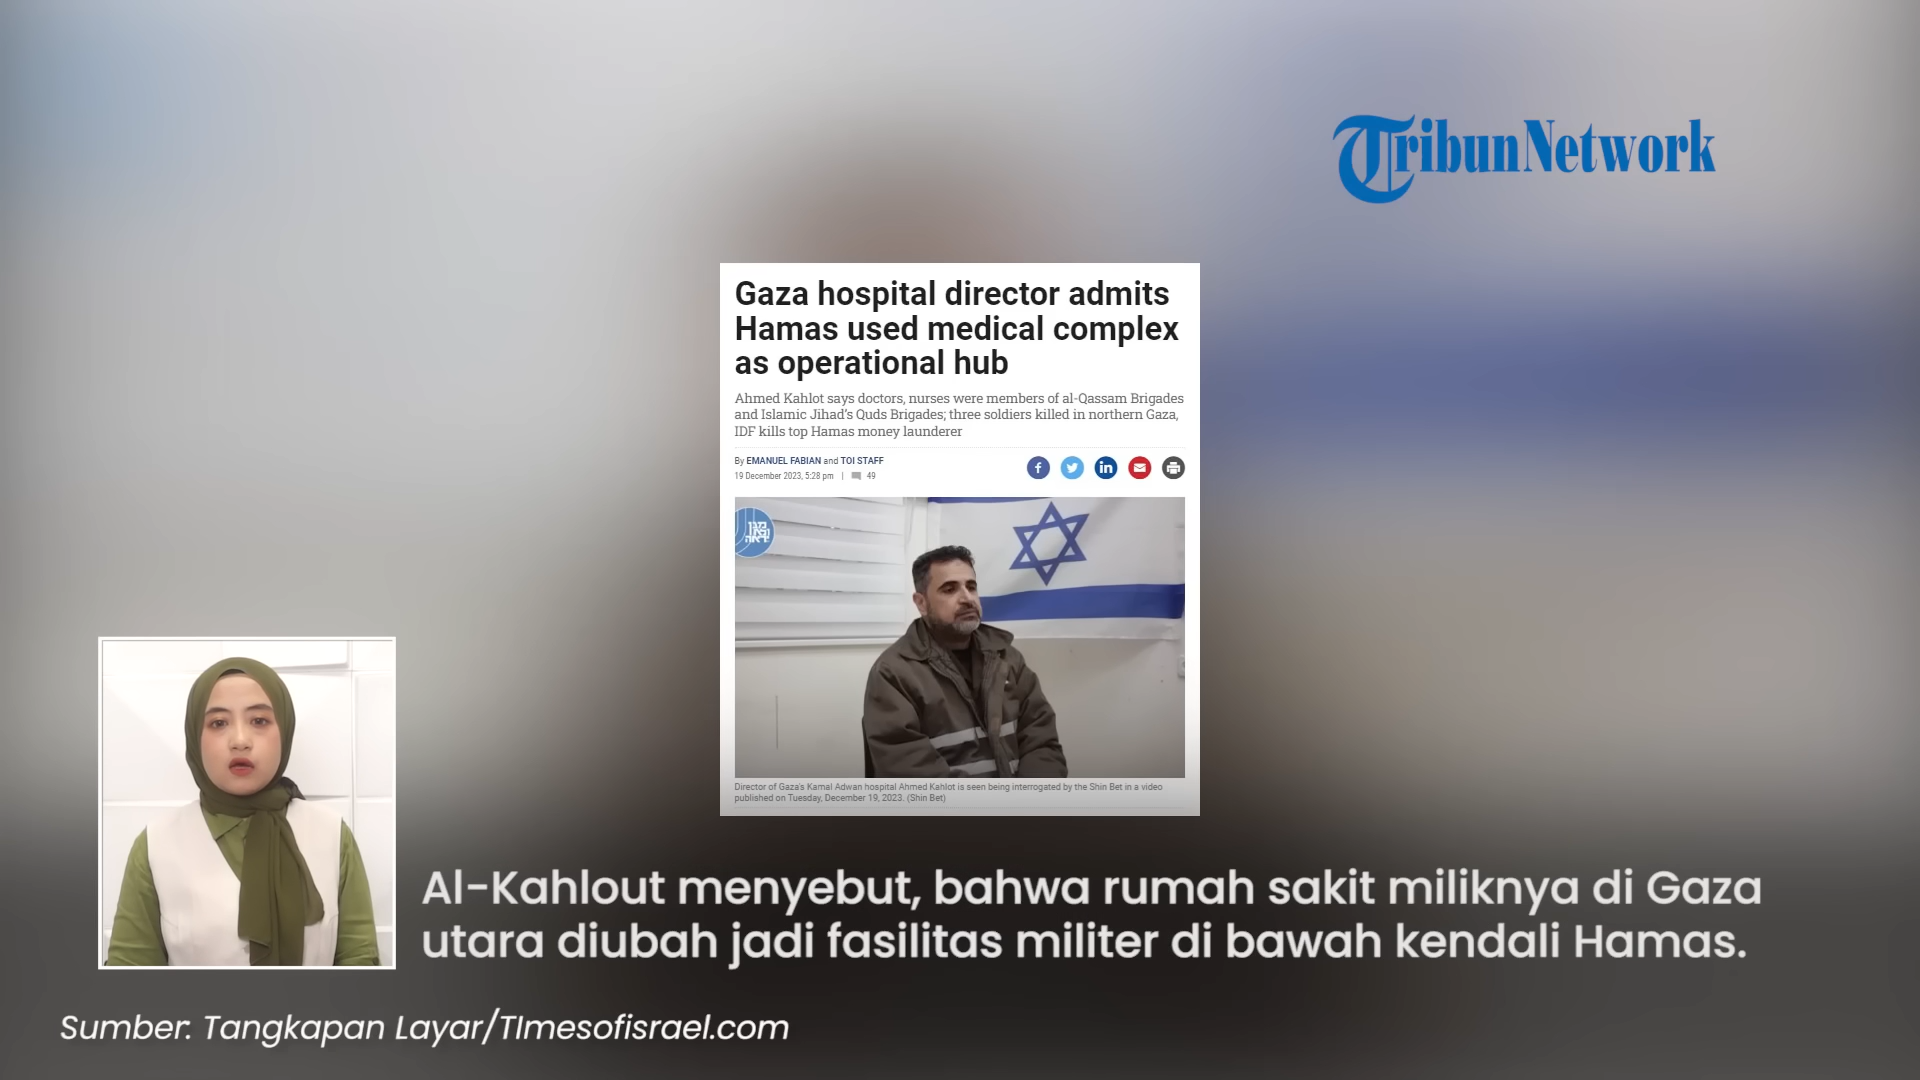 TribunNetwork
Gaza hospital director admits
Hamas used medical complex
as operational hub
Ahmed Kahlot says doctors, nurses were members of al-Qassam Brigades
and Islamic Jihad's Quds Brigades; three soldiers killed in northern Gaza,
IDF kills top Hamas money launderer
By EMANUEL FABIAN and TOI STAFF
19 December 2023, 5:28 pm | 49
Director of Gaza's Kamal Adwan hospital Ahmed Kahlot is seen being interrogated by the Shin Bet in a video
published on Tuesday, December 19, 2023. (Shin Bet)
Al-Kahlout menyebut, bahwa rumah sakit miliknya di Gaza
utara diubah jadi fasilitas militer di bawah kendali Hamas.
Sumber: Tangkapan Layar/TImesofisrael.com